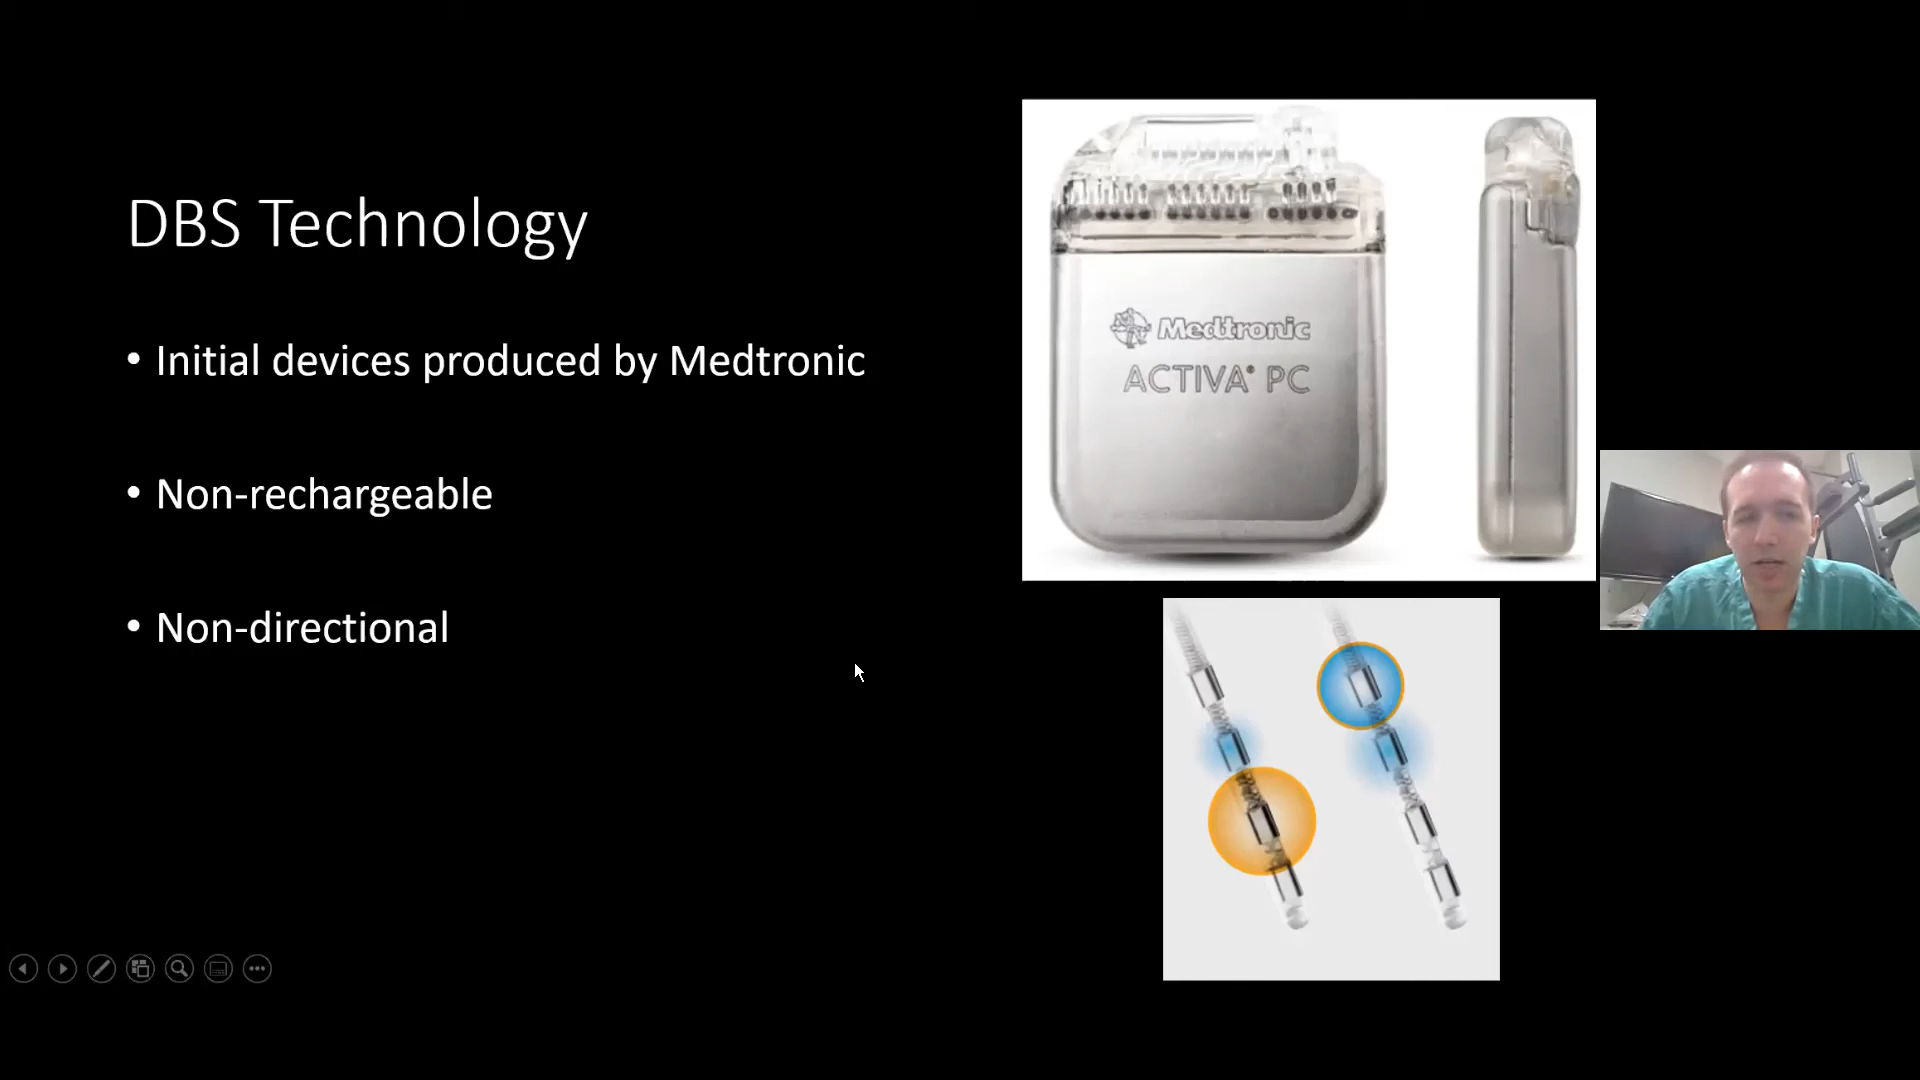 DBS Technology
• Initial devices produced by Medtronic
• Non-rechargeable
• Non-directional
Medtronic
ACTIVA® PC